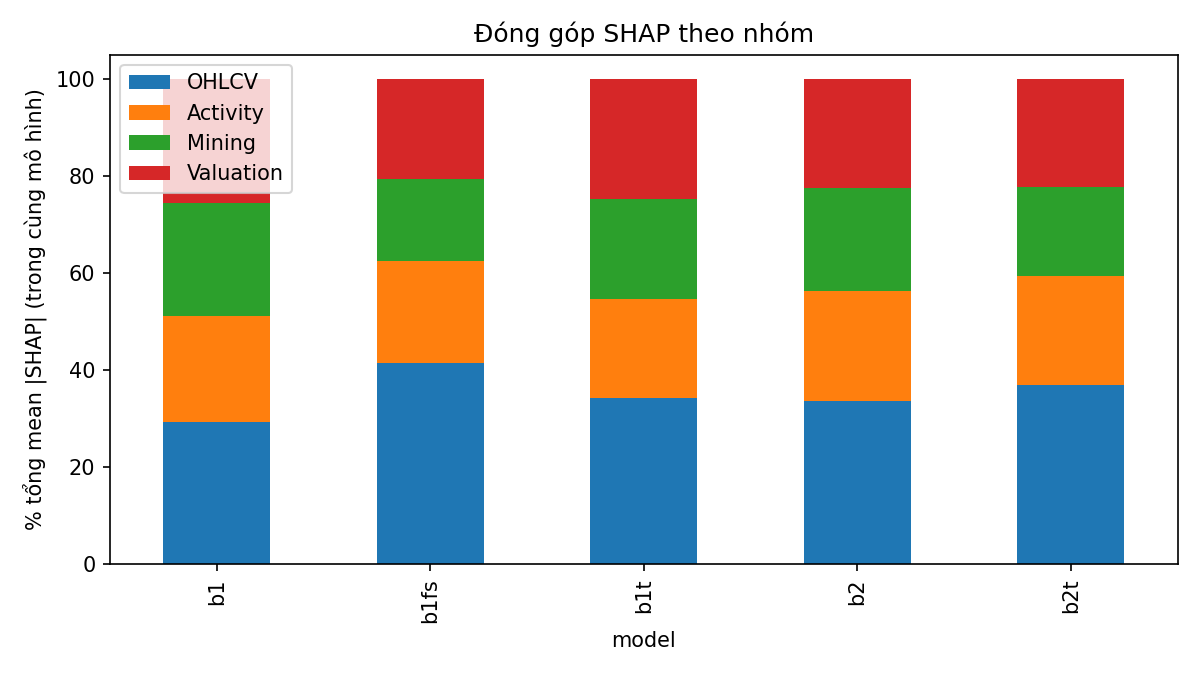 Đóng góp SHAP theo nhóm
OHLCV
Activity
Mining
Valuation
% tổng mean |SHAP| (trong cùng mô hình)
100
80
60
40
20
0
b1
b1fs
b1t
b2
b2t
model